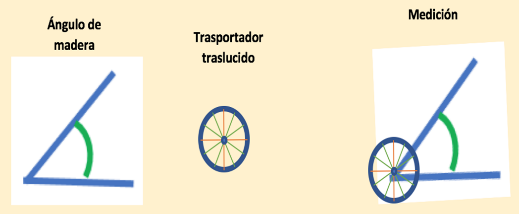 Ángulo de
madera
Trasportador
traslucido
Medición